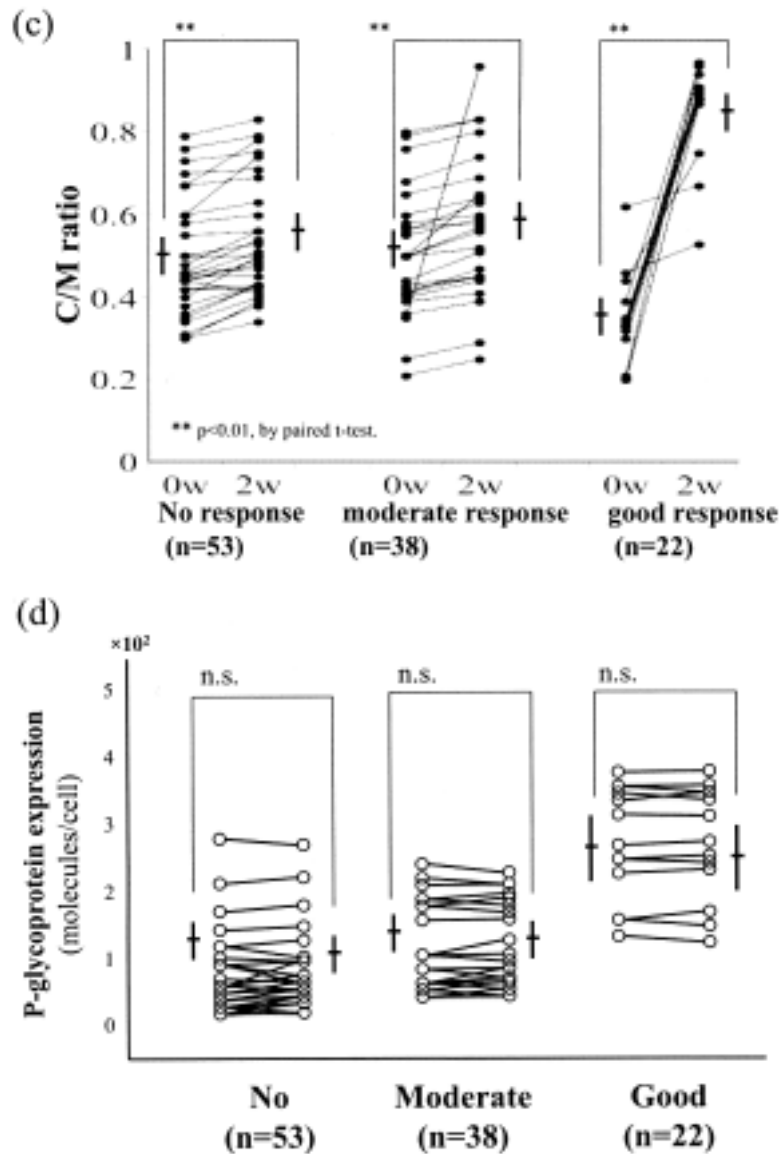 (c)
** ** **
1
0.8
0.6
0.4
0.2
0
C/M ratio
** p<0.01, by paired t-test.
0w 2w 0w 2w 0w 2w
No response moderate response good response
(n=53) (n=38) (n=22)
(d)
×10²
n.s. n.s. n.s.
5
4
3
2
1
0
P-glycoprotein expression
(molecules/cell)
No Moderate Good
(n=53) (n=38) (n=22)